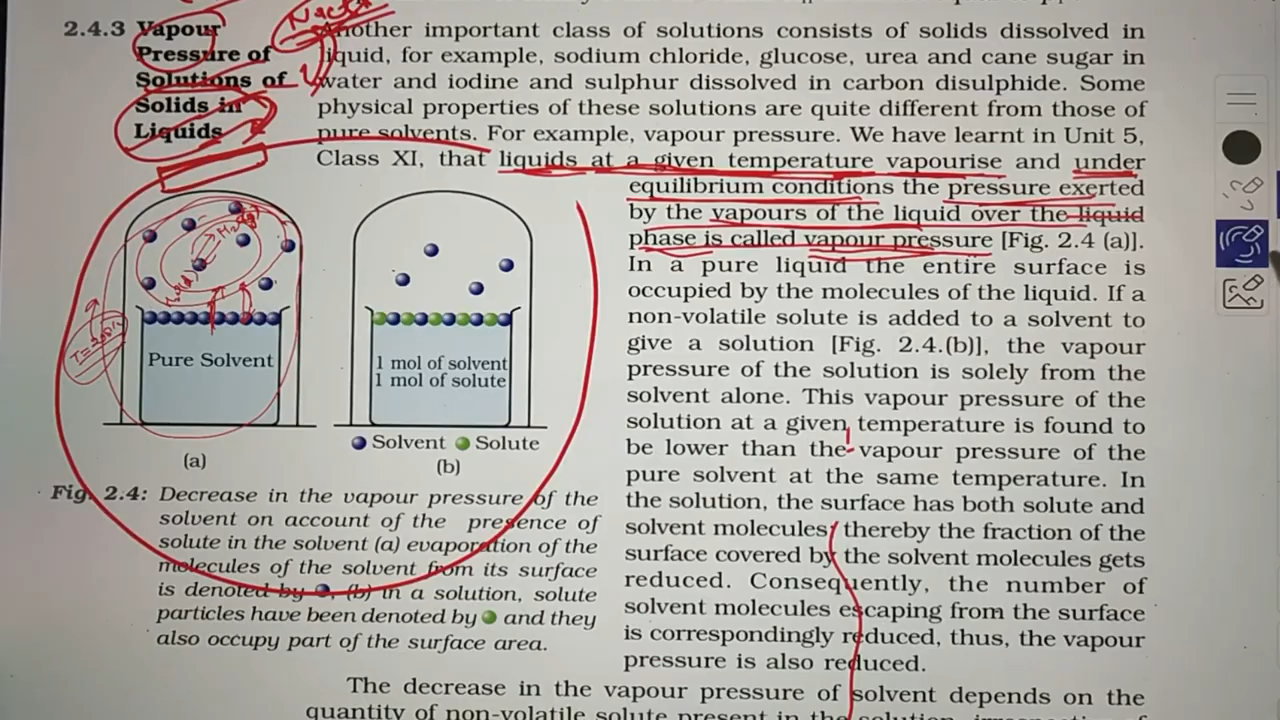 2.4.3 Vapour
Pressure of
Solutions of
Solids in
Liquids
Another important class of solutions consists of solids dissolved in
liquid, for example, sodium chloride, glucose, urea and cane sugar in
water and iodine and sulphur dissolved in carbon disulphide. Some
physical properties of these solutions are quite different from those of
pure solvents. For example, vapour pressure. We have learnt in Unit 5,
Class XI, that liquids at a given temperature vapourise and under
equilibrium conditions the pressure exerted
by the vapours of the liquid over the liquid
phase is called vapour pressure [Fig. 2.4 (a)].
In a pure liquid the entire surface is
occupied by the molecules of the liquid. If a
non-volatile solute is added to a solvent to
give a solution [Fig. 2.4.(b)], the vapour
pressure of the solution is solely from the
solvent alone. This vapour pressure of the
solution at a given temperature is found to
be lower than the vapour pressure of the
pure solvent at the same temperature. In
the solution, the surface has both solute and
solvent molecules; thereby the fraction of the
surface covered by the solvent molecules gets
reduced. Consequently, the number of
solvent molecules escaping from the surface
is correspondingly reduced, thus, the vapour
pressure is also reduced.
Pure Solvent
1 mol of solvent
1 mol of solute
Solvent Solute
(a)
(b)
Fig. 2.4: Decrease in the vapour pressure of the
solvent on account of the presence of
solute in the solvent (a) evaporation of the
molecules of the solvent from its surface
is denoted by , (b) in a solution, solute
particles have been denoted by and they
also occupy part of the surface area.
The decrease in the vapour pressure of solvent depends on the
quantity of non-volatile solute present in the solution,